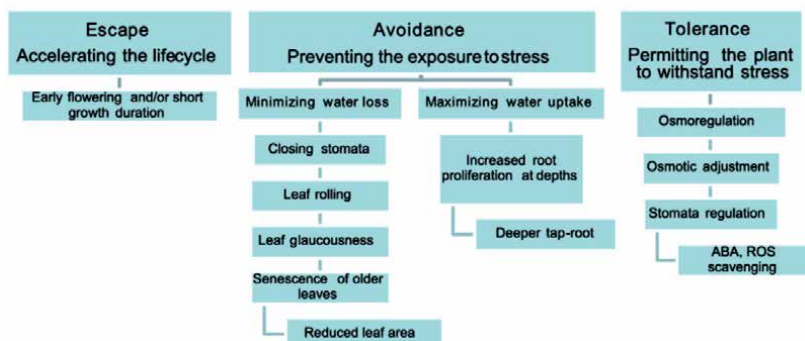 Escape
Accelerating the lifecycle
Early flowering and/or short
growth duration
Avoidance
Preventing the exposure to stress
Minimizing water loss
Closing stomata
Leaf rolling
Leaf glaucousness
Senescence of older
leaves
Reduced leaf area
Maximizing water uptake
Increased root
proliferation at depths
Deeper tap-root
Tolerance
Permitting the plant
to withstand stress
Osmoregulation
Osmotic adjustment
Stomata regulation
ABA, ROS
scavenging